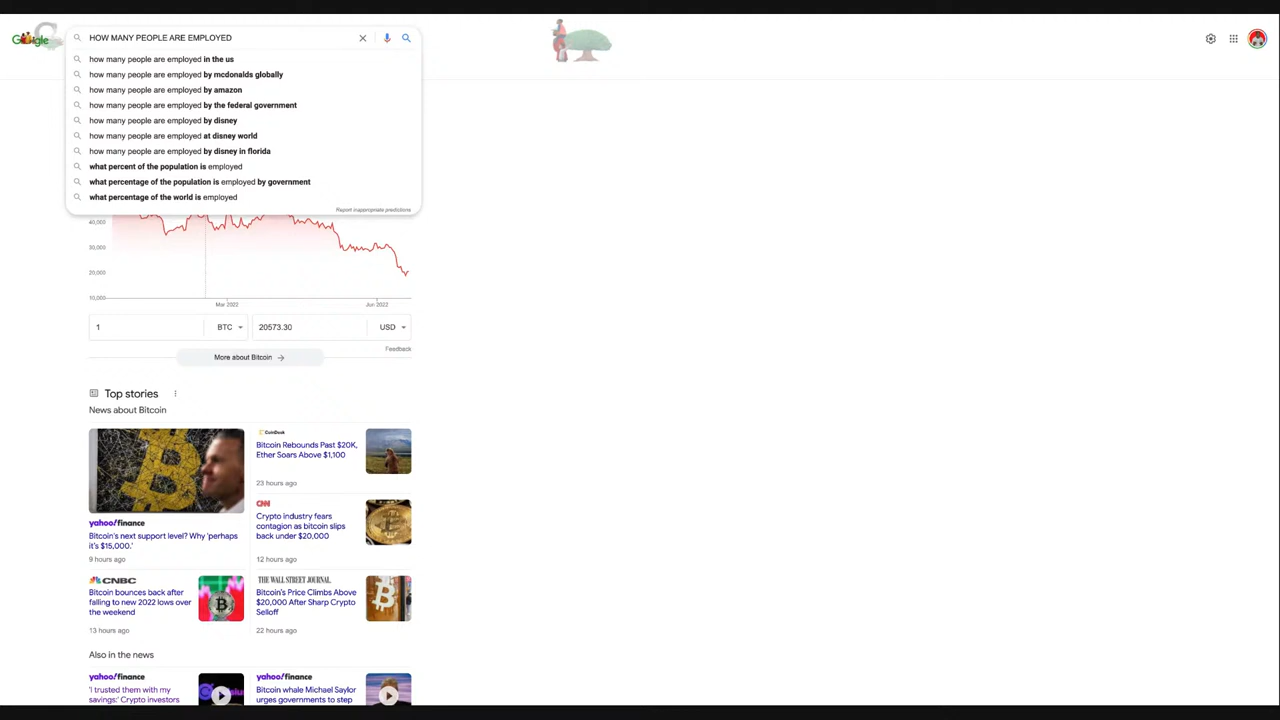 Google
HOW MANY PEOPLE ARE EMPLOYED
how many people are employed in the us
how many people are employed by mcdonalds globally
how many people are employed by amazon
how many people are employed by the federal government
how many people are employed by disney
how many people are employed at disney world
how many people are employed by disney in florida
what percent of the population is employed
what percentage of the population is employed by government
what percentage of the world is employed
Report inappropriate predictions
40,000
30,000
20,000
10,000
Mar 2022
Jun 2022
1
BTC
20573.30
USD
Feedback
More about Bitcoin
Top stories
News about Bitcoin
yahoo!finance
Bitcoin's next support level? Why 'perhaps
it's $15,000.'
9 hours ago
CoinDesk
Bitcoin Rebounds Past $20K,
Ether Soars Above $1,100
23 hours ago
CNN
Crypto industry fears
contagion as bitcoin slips
back under $20,000
12 hours ago
CNBC
Bitcoin bounces back after
falling to new 2022 lows over
the weekend
13 hours ago
THE WALL STREET JOURNAL
Bitcoin's Price Climbs Above
$20,000 After Sharp Crypto
Selloff
22 hours ago
Also in the news
yahoo!finance
'I trusted them with my
savings:' Crypto investors
yahoo!finance
Bitcoin whale Michael Saylor
urges governments to step